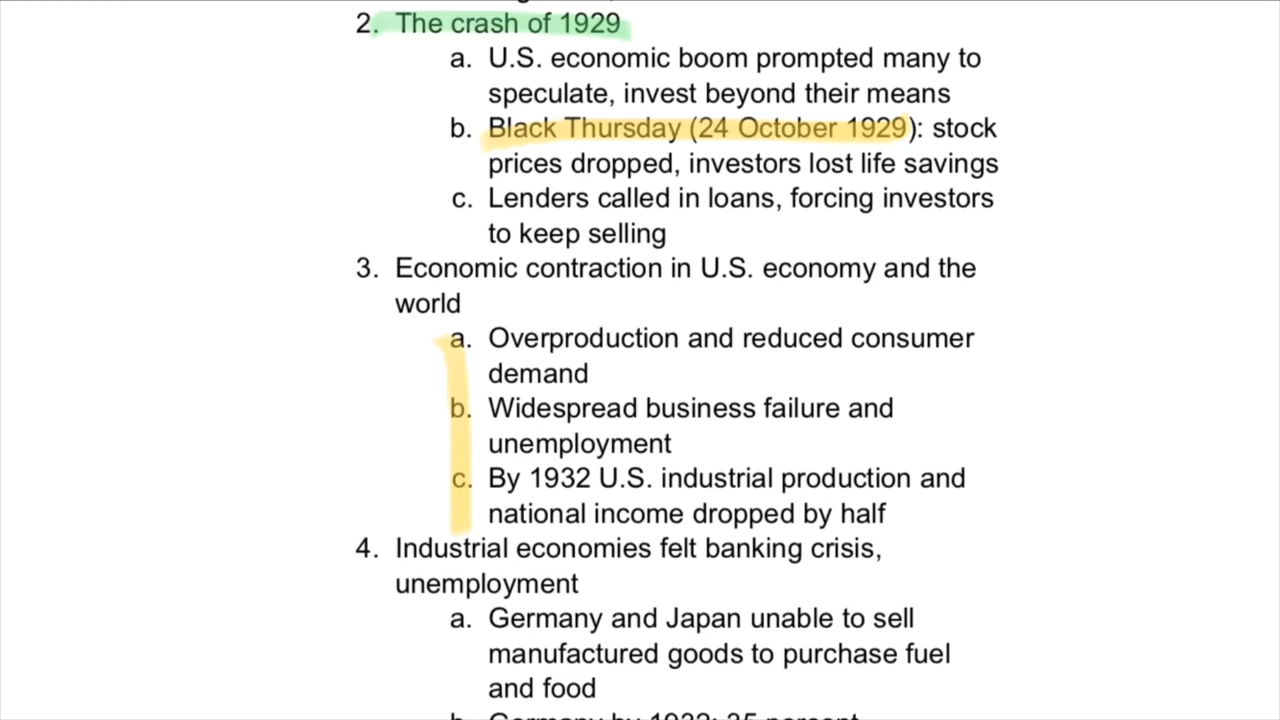 2. The crash of 1929
a. U.S. economic boom prompted many to
speculate, invest beyond their means
b. Black Thursday (24 October 1929): stock
prices dropped, investors lost life savings
c. Lenders called in loans, forcing investors
to keep selling
3. Economic contraction in U.S. economy and the
world
a. Overproduction and reduced consumer
demand
b. Widespread business failure and
unemployment
c. By 1932 U.S. industrial production and
national income dropped by half
4. Industrial economies felt banking crisis,
unemployment
a. Germany and Japan unable to sell
manufactured goods to purchase fuel
and food